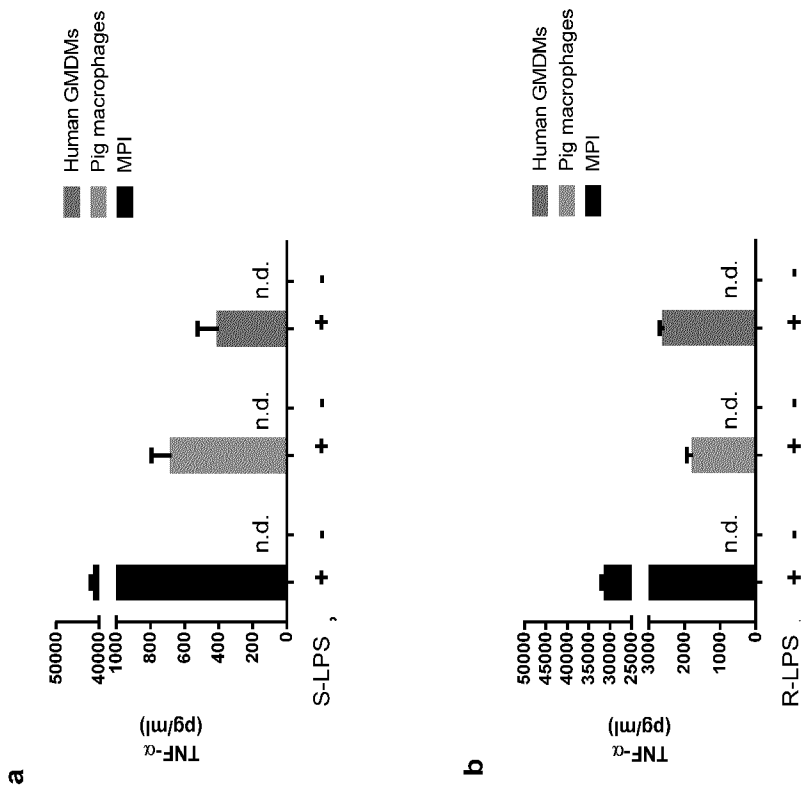 a
TNF-α
(pg/ml)
50000
40000
1000
800
600
400
200
0
n.d.
n.d.
n.d.
S-LPS , + - + - + -
Human GMDMs
Pig macrophages
MPI
b
TNF-α
(pg/ml)
50000
45000
40000
35000
30000
25000
3000
2000
1000
0
n.d.
n.d.
n.d.
R-LPS . + - + - + -
Human GMDMs
Pig macrophages
MPI